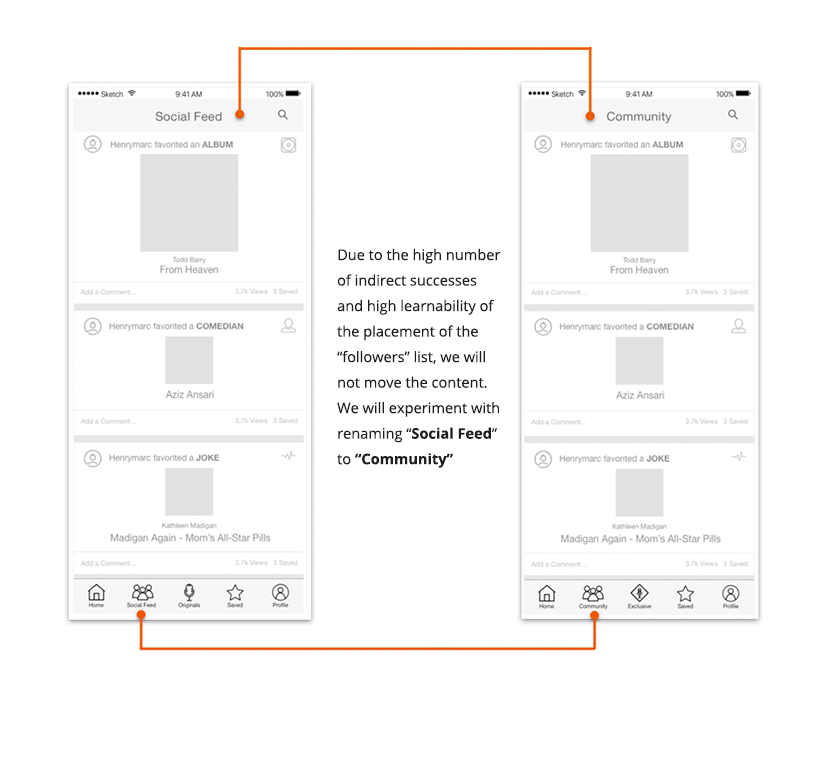 Sketch 9:41 AM 100%
Social Feed
Henrymarc favorited an ALBUM
Todd Barry
From Heaven
Add a Comment... 3.7k Views 3 Saved
Henrymarc favorited a COMEDIAN
Aziz Ansari
Add a Comment... 3.7k Views 3 Saved
Henrymarc favorited a JOKE
Kathleen Madigan
Madigan Again - Mom's All-Star Pills
Add a Comment... 3.7k Views 3 Saved
Home Social Feed Originals Saved Profile
Due to the high number
of indirect successes
and high learnability of
the placement of the
“followers” list, we will
not move the content.
We will experiment with
renaming “Social Feed”
to “Community”
Sketch 9:41 AM 100%
Community
Henrymarc favorited an ALBUM
Todd Barry
From Heaven
Add a Comment... 3.7k Views 3 Saved
Henrymarc favorited a COMEDIAN
Aziz Ansari
Add a Comment... 3.7k Views 3 Saved
Henrymarc favorited a JOKE
Kathleen Madigan
Madigan Again - Mom's All-Star Pills
Add a Comment... 3.7k Views 3 Saved
Home Community Exclusive Saved Profile